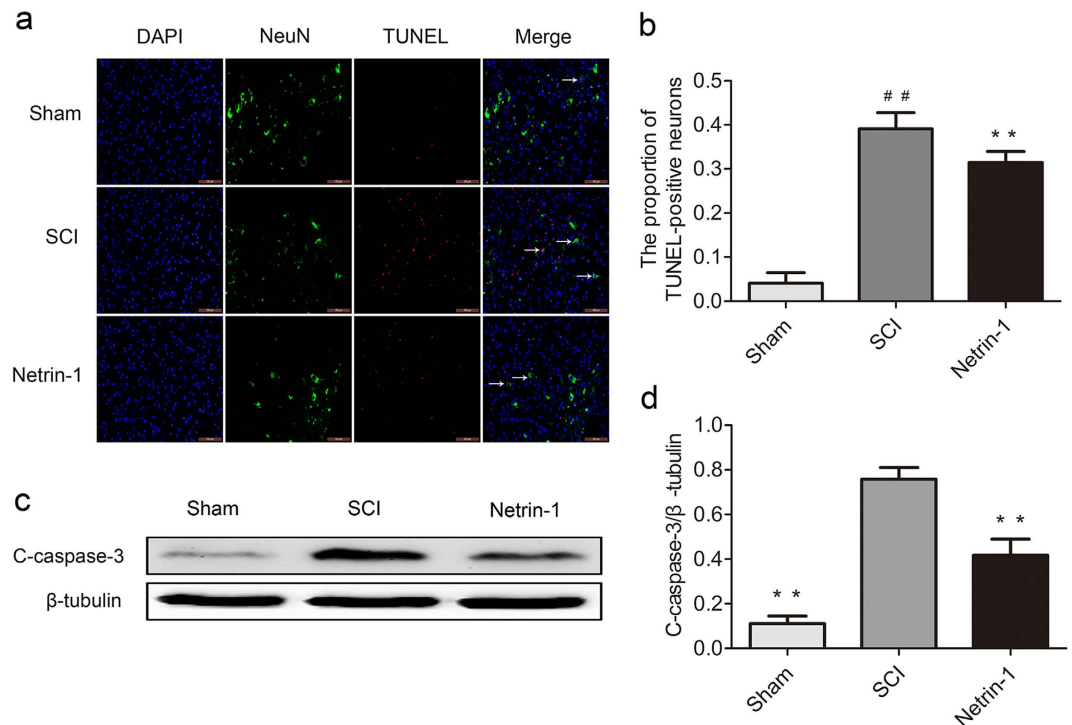 a
DAPI NeuN TUNEL Merge
Sham
SCI
Netrin-1
b
The proportion of
TUNEL-positive neurons
0.5
0.4
0.3
0.2
0.1
0.0
# #
* *
Sham
SCI
Netrin-1
c
Sham SCI Netrin-1
C-caspase-3
β-tubulin
d
C-caspase-3/β -tubulin
1.0
0.8
0.6
0.4
0.2
0.0
* *
* *
Sham
SCI
Netrin-1